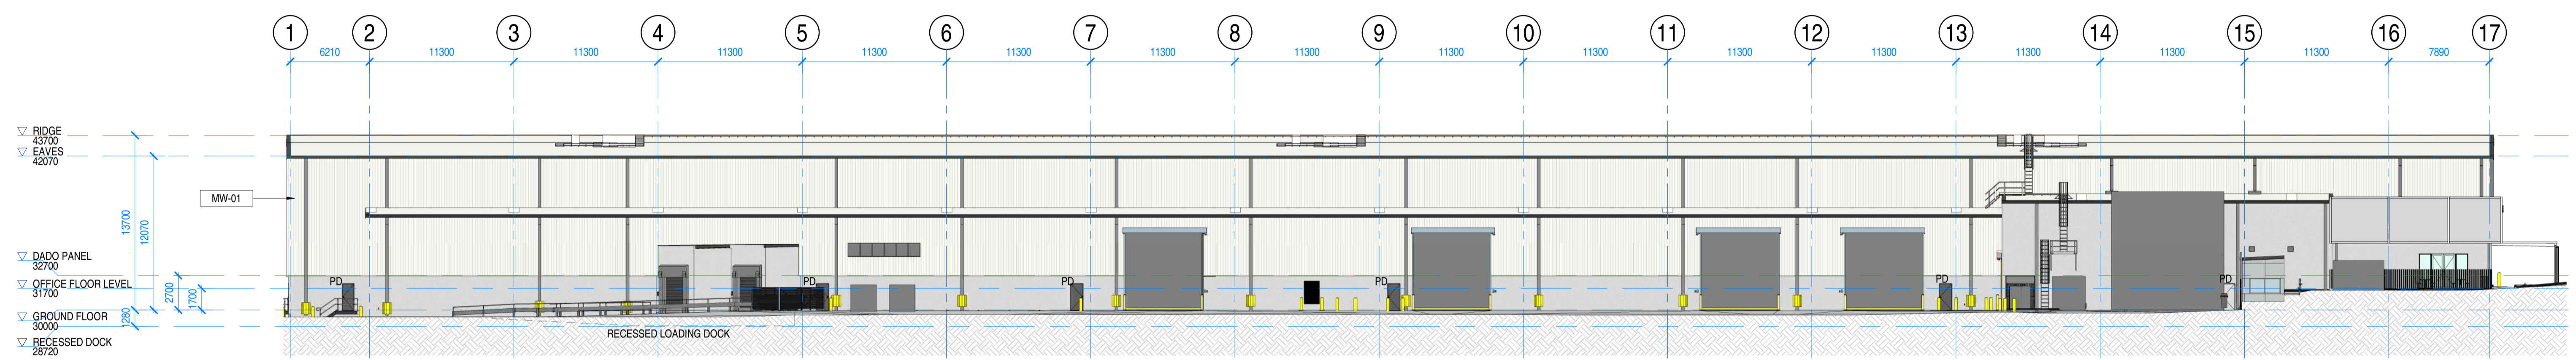 1 2 3 4 5 6 7 8 9 10 11 12 13 14 15 16 17
6210 11300 11300 11300 11300 11300 11300 11300 11300 11300 11300 11300 11300 11300 11300 7890
RIDGE
43700
EAVES
42070
MW-01
13700
12070
DADO PANEL
32700
OFFICE FLOOR LEVEL
31700
2700
1700
1280
GROUND FLOOR
30000
RECESSED DOCK
28720
PD PD PD PD PD PD
RECESSED LOADING DOCK